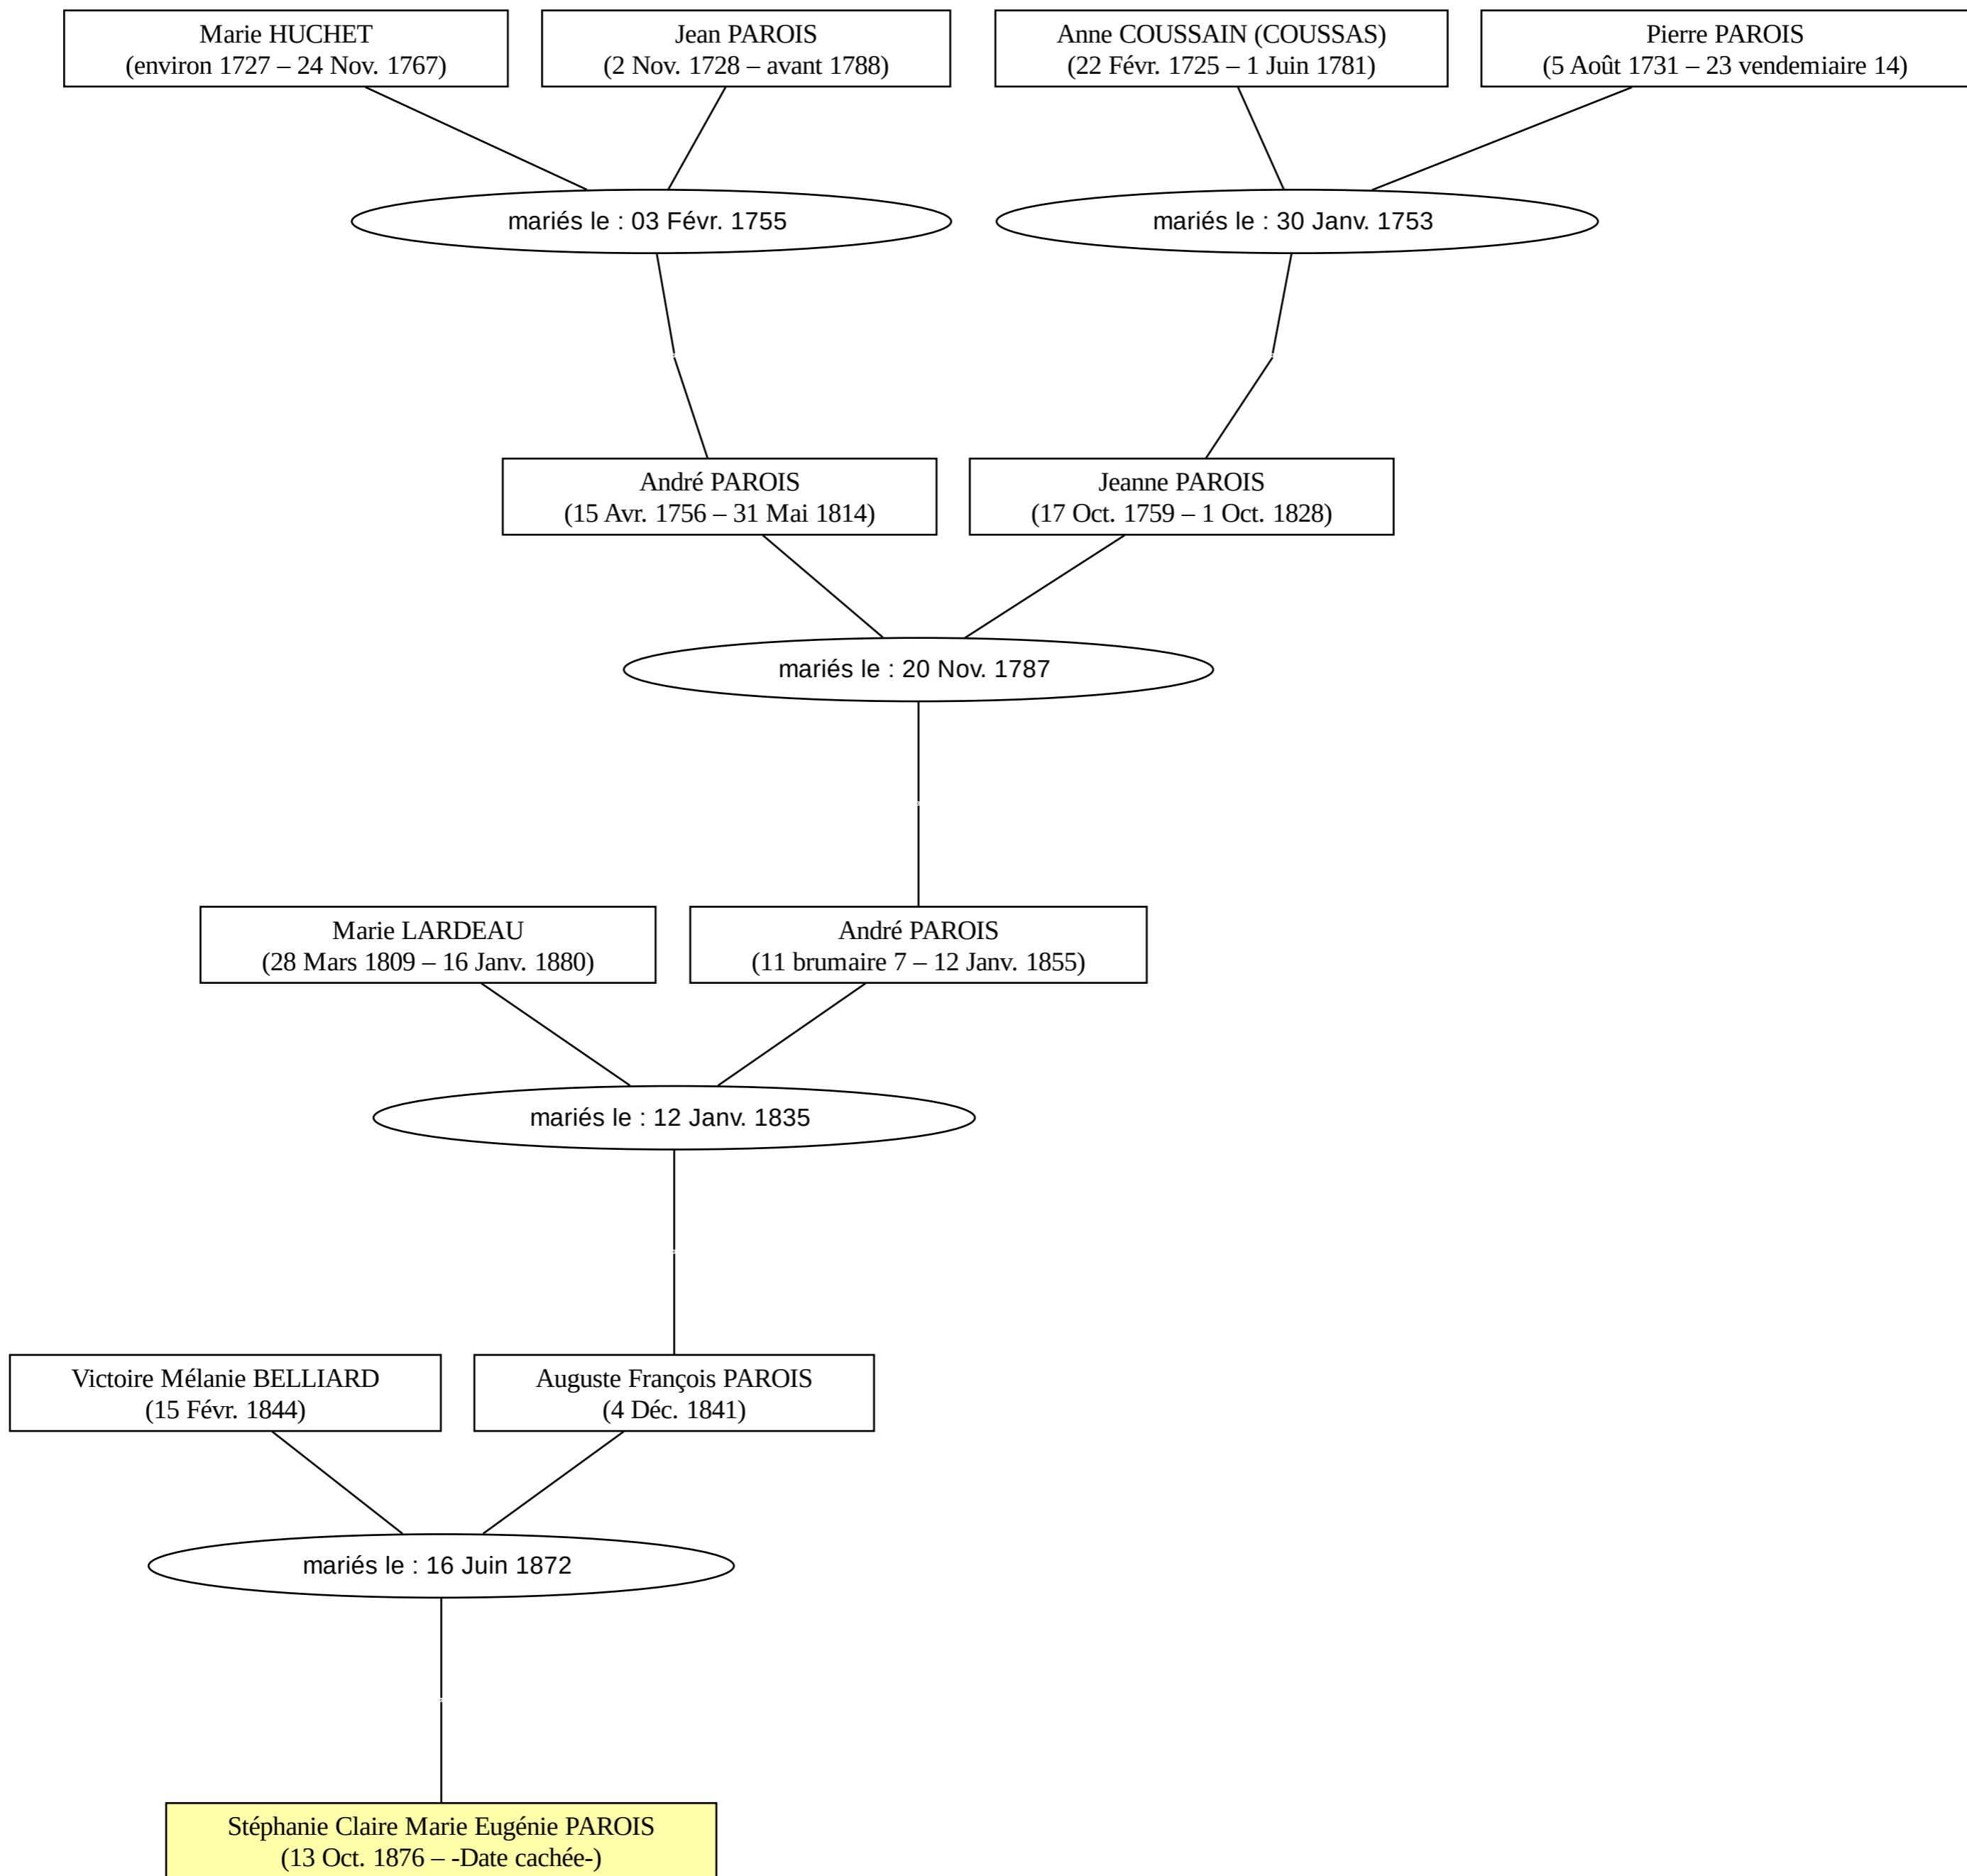 Marie HUCHET
(environ 1727 – 24 Nov. 1767)
Jean PAROIS
(2 Nov. 1728 – avant 1788)
Anne COUSSAIN (COUSSAS)
(22 Févr. 1725 – 1 Juin 1781)
Pierre PAROIS
(5 Août 1731 – 23 vendemiaire 14)
mariés le : 03 Févr. 1755
mariés le : 30 Janv. 1753
André PAROIS
(15 Avr. 1756 – 31 Mai 1814)
Jeanne PAROIS
(17 Oct. 1759 – 1 Oct. 1828)
mariés le : 20 Nov. 1787
Marie LARDEAU
(28 Mars 1809 – 16 Janv. 1880)
André PAROIS
(11 brumaire 7 – 12 Janv. 1855)
mariés le : 12 Janv. 1835
Victoire Mélanie BELLIARD
(15 Févr. 1844)
Auguste François PAROIS
(4 Déc. 1841)
mariés le : 16 Juin 1872
Stéphanie Claire Marie Eugénie PAROIS
(13 Oct. 1876 – -Date cachée-)